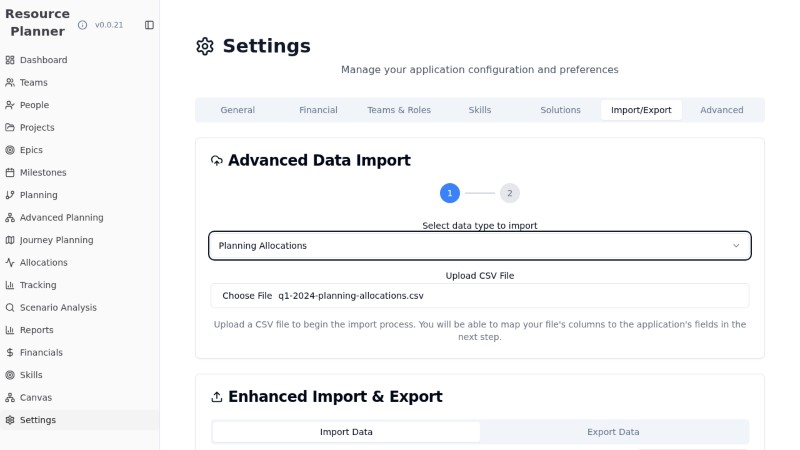 Resource
Planner
v0.0.21
Dashboard
Teams
People
Projects
Epics
Milestones
Planning
Advanced Planning
Journey Planning
Allocations
Tracking
Scenario Analysis
Reports
Financials
Skills
Canvas
Settings
Settings
Manage your application configuration and preferences
General Financial Teams & Roles Skills Solutions Import/Export Advanced
Advanced Data Import
1 2
Select data type to import
Planning Allocations
Upload CSV File
Choose File q1-2024-planning-allocations.csv
Upload a CSV file to begin the import process. You will be able to map your file's columns to the application's fields in the
next step.
Enhanced Import & Export
Import Data Export Data